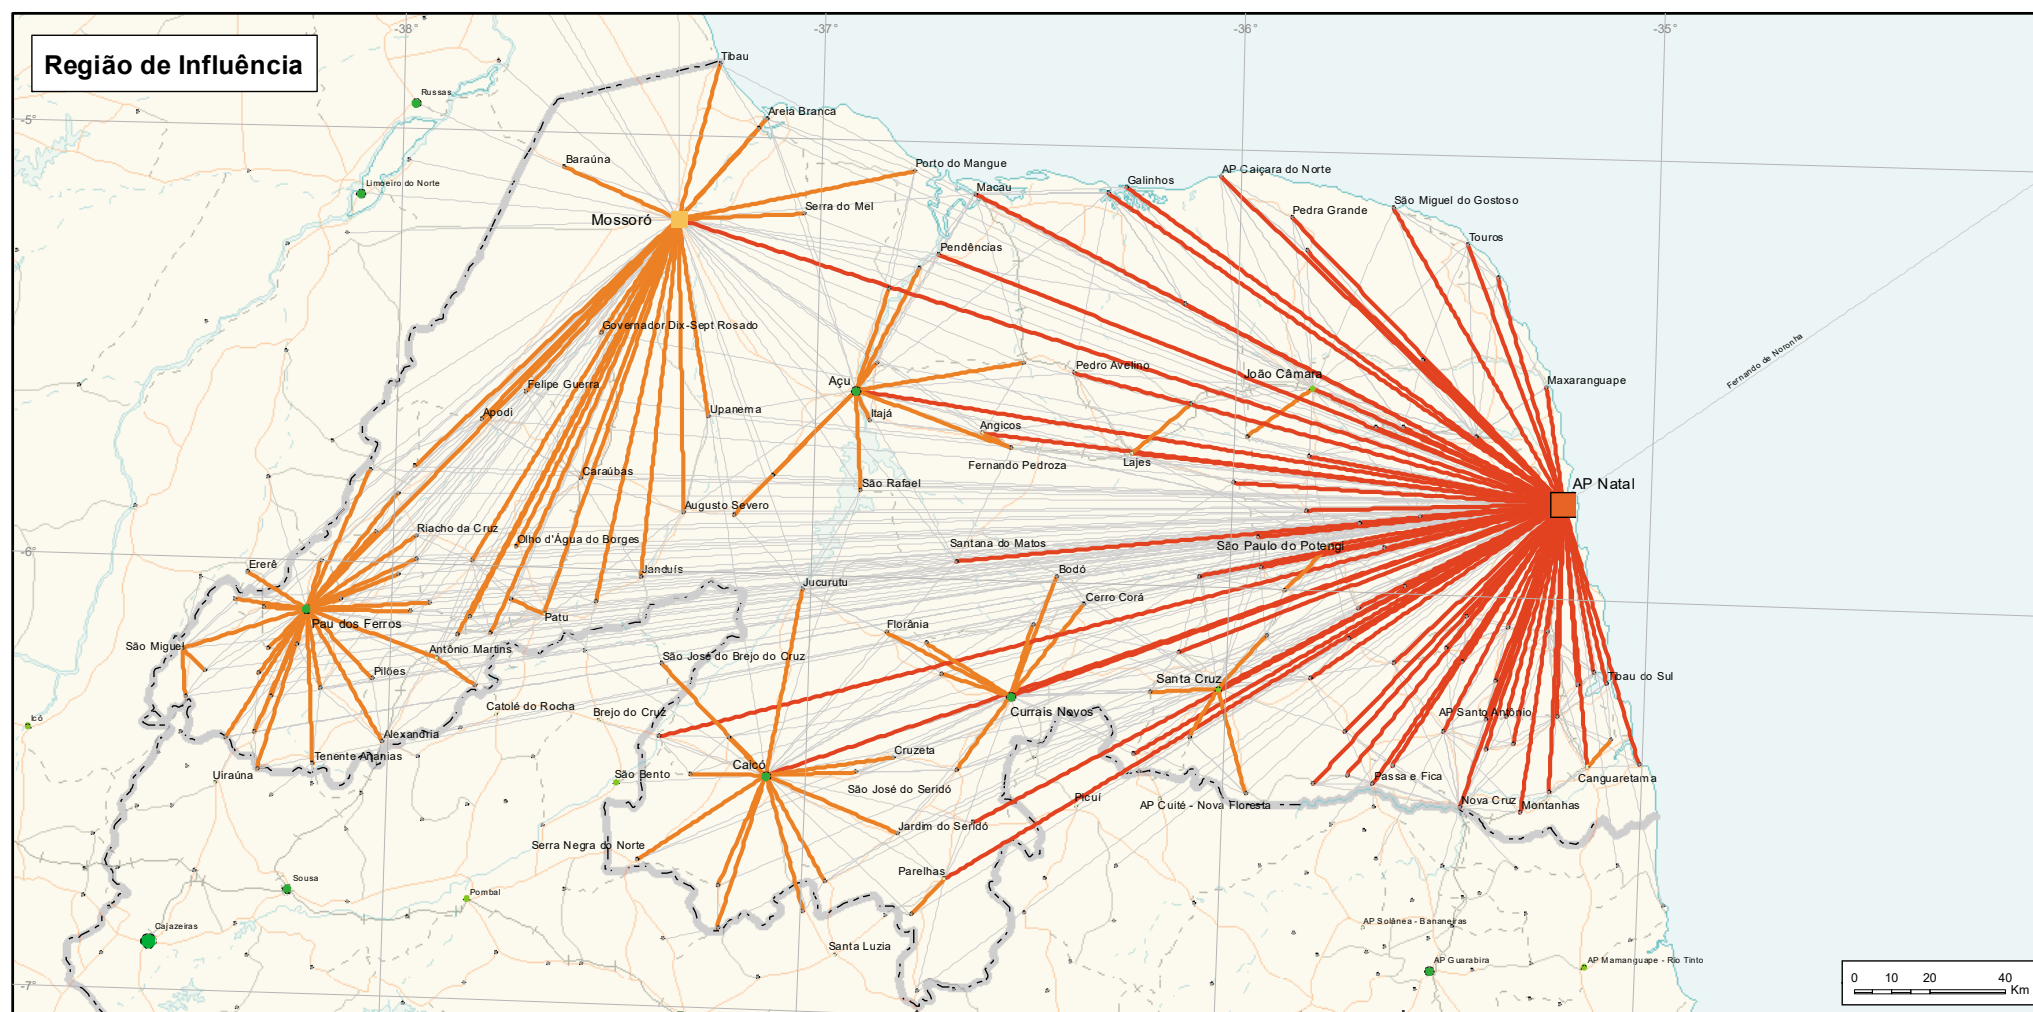 -38°
-37°
-36°
-35°
Região de Influência
Tibau
Russas
Areia Branca
-5°
Baraúna
Porto do Mangue
AP Caiçara do Norte
Galinhos
Limoeiro do Norte
Macau
São Miguel do Gostoso
Serra do Mel
Pedra Grande
Mossoró
Touros
Pendências
Governador Dix-Sept Rosado
Fernando de Noronha
Pedro Avelino
João Câmara
Açu
Maxaranguape
Felipe Guerra
Apodi
Upanema
Itajá
Angicos
Fernando Pedroza
Lajes
Caraúbas
São Rafael
AP Natal
Augusto Severo
Riacho da Cruz
Olho d'Água do Borges
Santana do Matos
São Paulo do Potengi
-6°
Ererê
Janduís
Bodó
Jucurutu
Cerro Corá
Patu
Pau dos Ferros
Florânia
São Miguel
Antônio Martins
São José do Brejo do Cruz
Pilões
Santa Cruz
Tibau do Sul
Catolé do Rocha
Brejo do Cruz
Currais Novos
AP Santo Antônio
Icó
Alexandria
Tenente Ananias
Cruzeta
Uiraúna
Caicó
São Bento
Passa e Fica
Canguaretama
São José do Seridó
Picuí
AP Cuité - Nova Floresta
Nova Cruz
Montanhas
Jardim do Seridó
Serra Negra do Norte
Parelhas
Sousa
Pombal
Cajazeiras
AP Solânea - Bananeiras
Santa Luzia
AP Guarabira
AP Mamanguape - Rio Tinto
-7°
0 10 20 40
Km